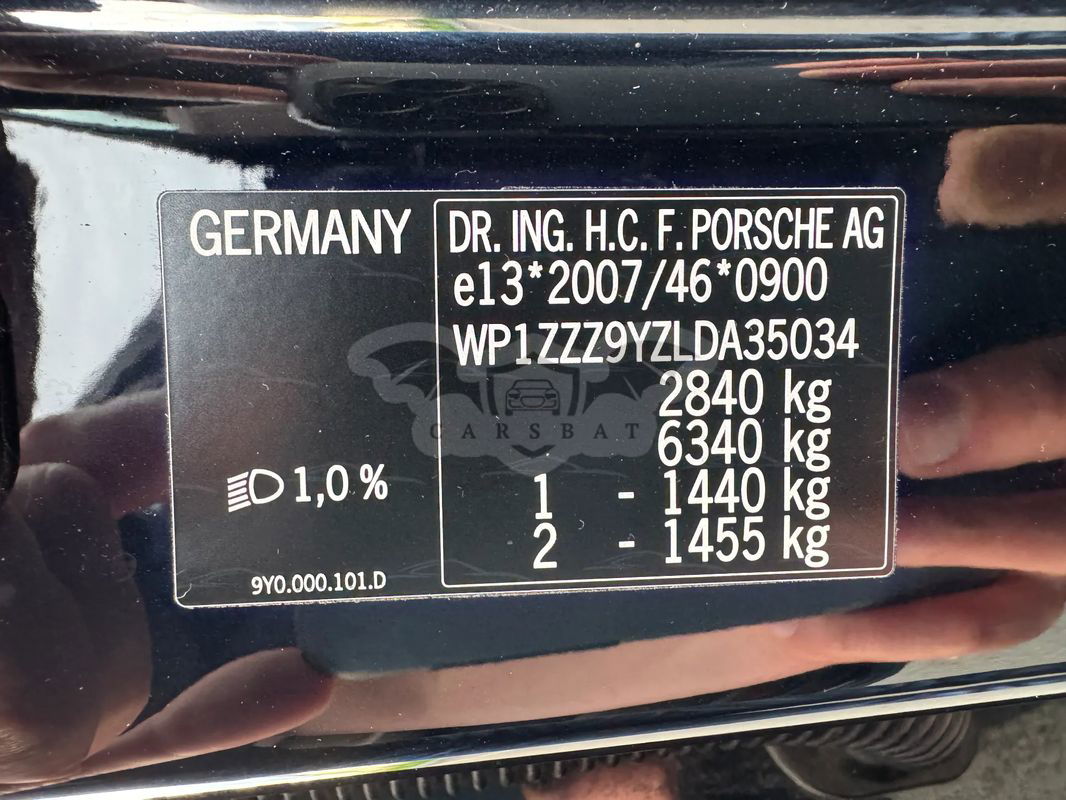 GERMANY
1,0 %
9Y0.000.101.D
DR. ING. H.C. F. PORSCHE AG
e13*2007/46*0900
WP1ZZZ9YZLDA35034
2840 kg
6340 kg
1 - 1440 kg
2 - 1455 kg
CARSBAT